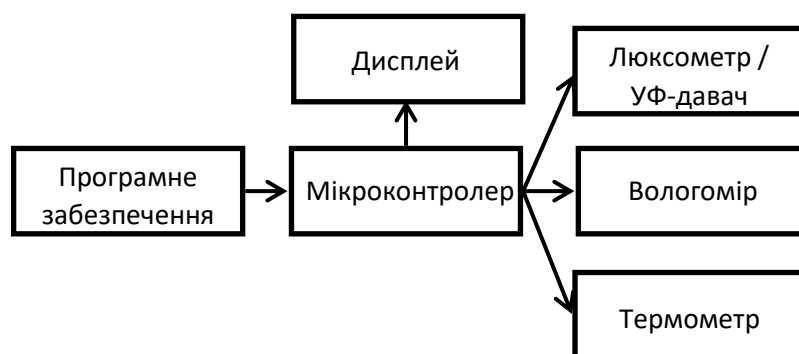 Дисплей
Люксометр /
УФ-давач
Програмне
забезпечення
Мікроконтролер
Вологомір
Термометр